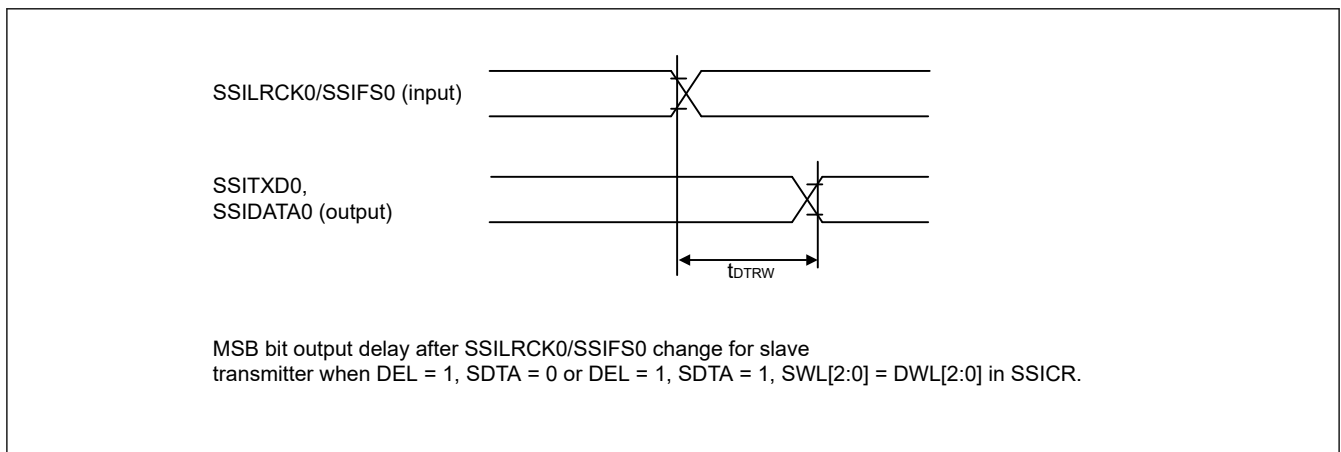 SSILRCK0/SSIFS0 (input)
SSITXD0,
SSIDATA0 (output)
tDTRW
MSB bit output delay after SSILRCK0/SSIFS0 change for slave
transmitter when DEL = 1, SDTA = 0 or DEL = 1, SDTA = 1, SWL[2:0] = DWL[2:0] in SSICR.